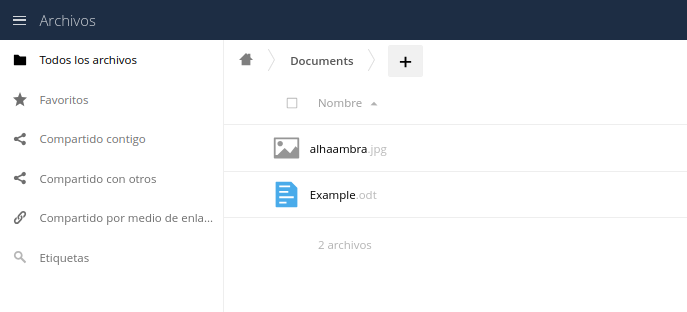 Archivos
Todos los archivos
Favoritos
Compartido contigo
Compartido con otros
Compartido por medio de enla...
Etiquetas
Documents
+
Nombre
alhaambra.jpg
Example.odt
2 archivos